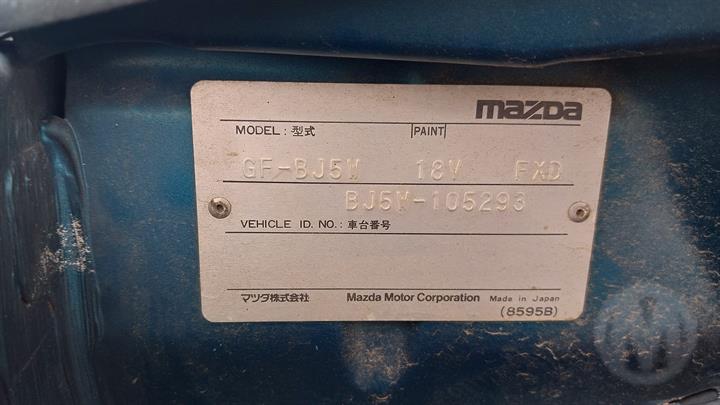 mazda
MODEL: 型式 PAINT
GF-BJ5W 18V FXD
BJ5W-105293
VEHICLE ID. NO.: 車台番号
マツダ株式会社 Mazda Motor Corporation Made in Japan
(8595B)
M